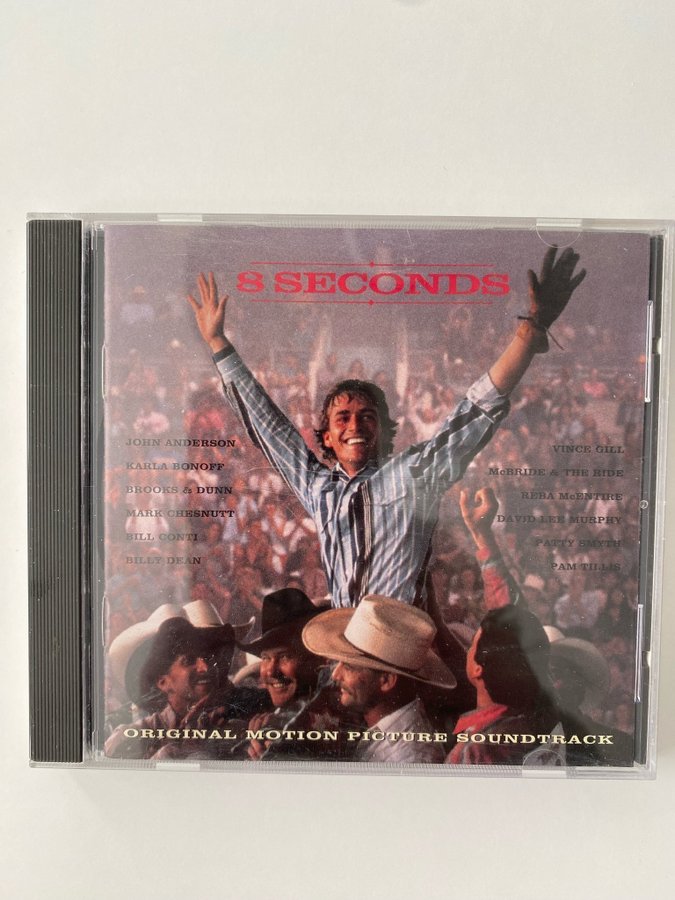 8 SECONDS
JOHN ANDERSON
KARLA BONOFF
BROOKS & DUNN
MARK CHESNUTT
BILL CONTI
BILLY DEAN
VINCE GILL
McBRIDE & THE RIDE
REBA McENTIRE
DAVID LEE MURPHY
PATTY SMYTH
PAM TILLIS
ORIGINAL MOTION PICTURE SOUNDTRACK